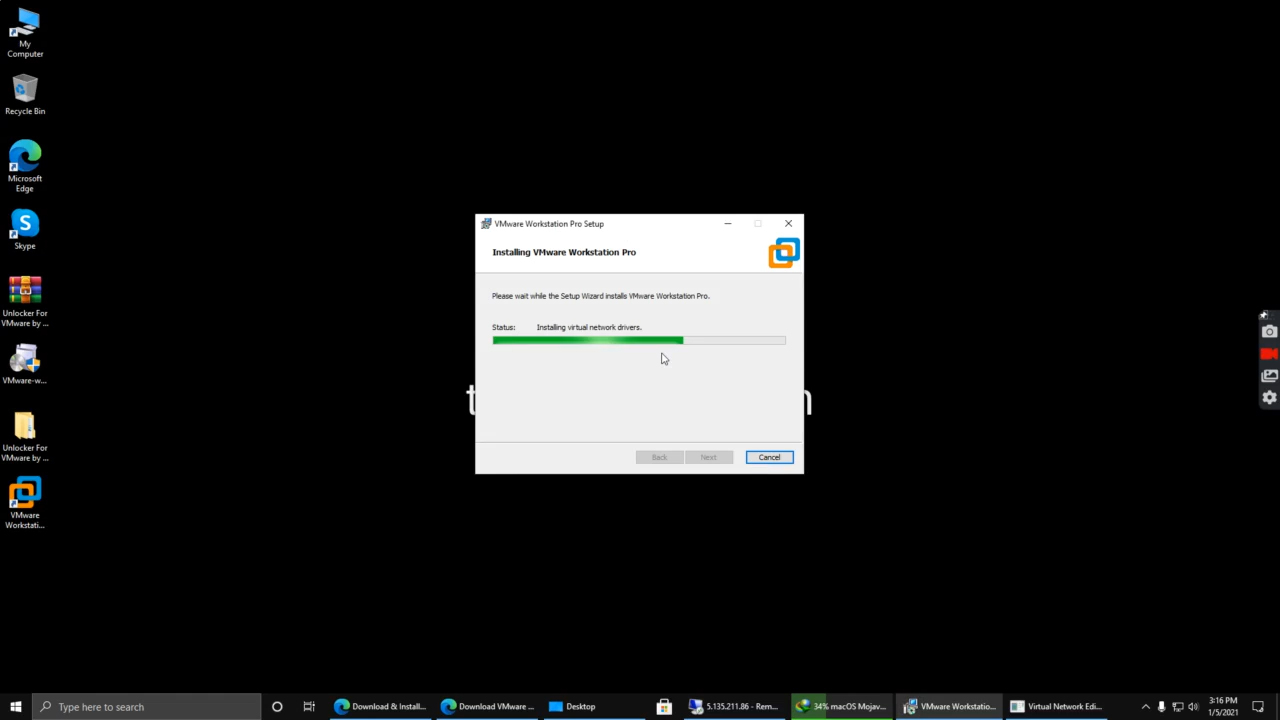 My
Computer
Recycle Bin
Microsoft
Edge
Skype
Unlocker For
VMware by ...
VMware-w...
Unlocker For
VMware by ...
VMware
Workstati...
VMware Workstation Pro Setup
Installing VMware Workstation Pro
Please wait while the Setup Wizard installs VMware Workstation Pro.
Status: Installing virtual network drivers.
Back Next Cancel
Type here to search
Download & Install...
VMware Download VMware ...
Desktop
5.135.211.86 - Rem...
34% macOS Mojav...
VMware Workstatio...
Virtual Network Edi...
3:16 PM
1/5/2021